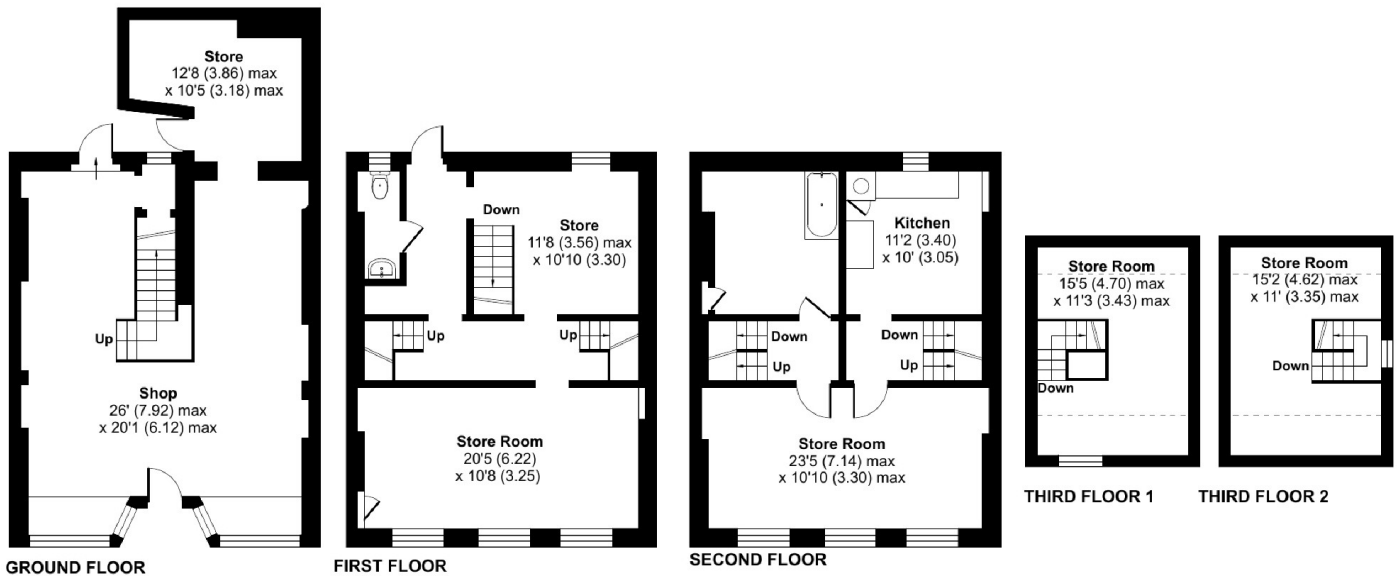 Store
12'8 (3.86) max
x 10'5 (3.18) max
Up
Shop
26' (7.92) max
x 20'1 (6.12) max
GROUND FLOOR
Down
Store
11'8 (3.56) max
x 10'10 (3.30)
Up
Up
Store Room
20'5 (6.22)
x 10'8 (3.25)
FIRST FLOOR
Kitchen
11'2 (3.40)
x 10' (3.05)
Down
Up
Down
Up
Store Room
23'5 (7.14) max
x 10'10 (3.30) max
SECOND FLOOR
Store Room
15'5 (4.70) max
x 11'3 (3.43) max
Down
THIRD FLOOR 1
Store Room
15'2 (4.62) max
x 11' (3.35) max
Down
THIRD FLOOR 2